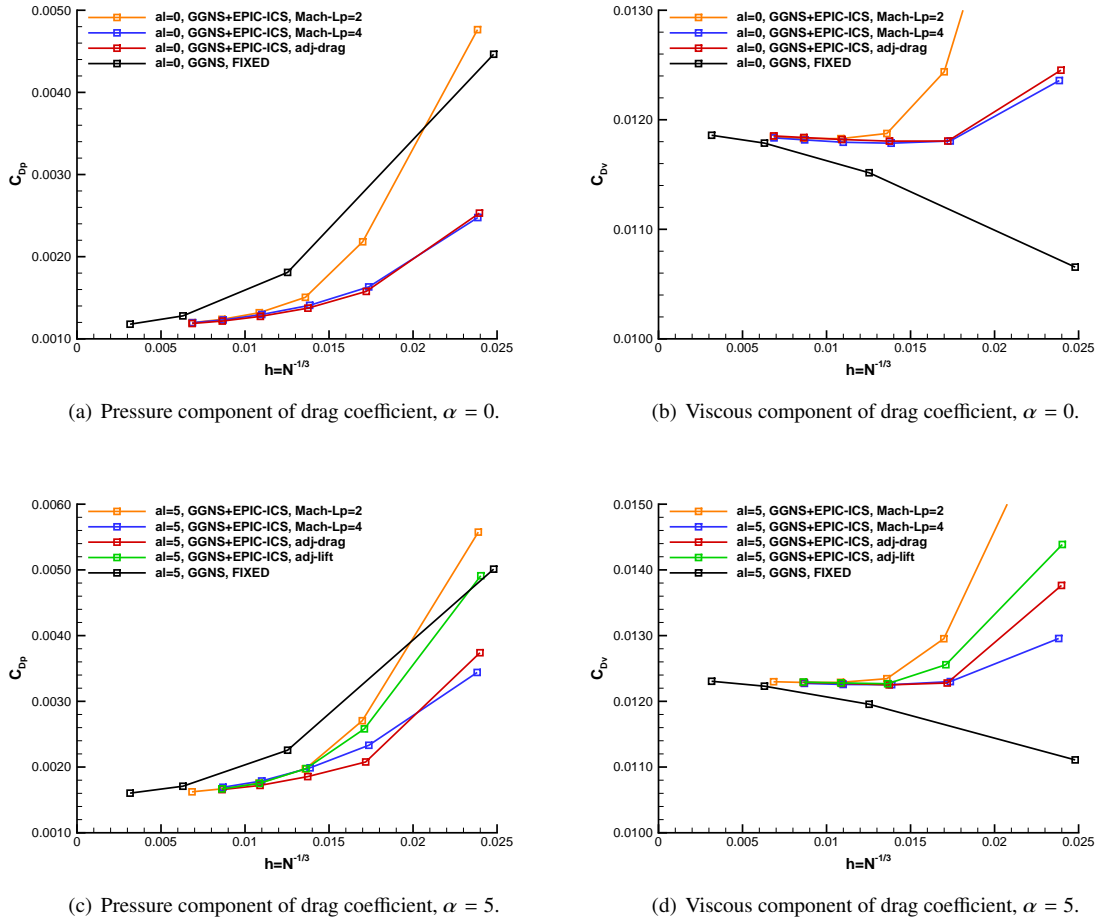 al=0, GGNS+EPIC-ICS, Mach-Lp=2
al=0, GGNS+EPIC-ICS, Mach-Lp=4
al=0, GGNS+EPIC-ICS, adj-drag
al=0, GGNS, FIXED
C_Dp
0.0050
0.0040
0.0030
0.0020
0.0010
0 0.005 0.01 0.015 0.02 0.025
h=N^-1/3
(a) Pressure component of drag coefficient, α = 0.
al=0, GGNS+EPIC-ICS, Mach-Lp=2
al=0, GGNS+EPIC-ICS, Mach-Lp=4
al=0, GGNS+EPIC-ICS, adj-drag
al=0, GGNS, FIXED
C_Dv
0.0130
0.0120
0.0110
0.0100
0 0.005 0.01 0.015 0.02 0.025
h=N^-1/3
(b) Viscous component of drag coefficient, α = 0.
al=5, GGNS+EPIC-ICS, Mach-Lp=2
al=5, GGNS+EPIC-ICS, Mach-Lp=4
al=5, GGNS+EPIC-ICS, adj-drag
al=5, GGNS+EPIC-ICS, adj-lift
al=5, GGNS, FIXED
C_Dp
0.0060
0.0050
0.0040
0.0030
0.0020
0.0010
0 0.005 0.01 0.015 0.02 0.025
h=N^-1/3
(c) Pressure component of drag coefficient, α = 5.
al=5, GGNS+EPIC-ICS, Mach-Lp=2
al=5, GGNS+EPIC-ICS, Mach-Lp=4
al=5, GGNS+EPIC-ICS, adj-drag
al=5, GGNS+EPIC-ICS, adj-lift
al=5, GGNS, FIXED
C_Dv
0.0150
0.0140
0.0130
0.0120
0.0110
0.0100
0 0.005 0.01 0.015 0.02 0.025
h=N^-1/3
(d) Viscous component of drag coefficient, α = 5.